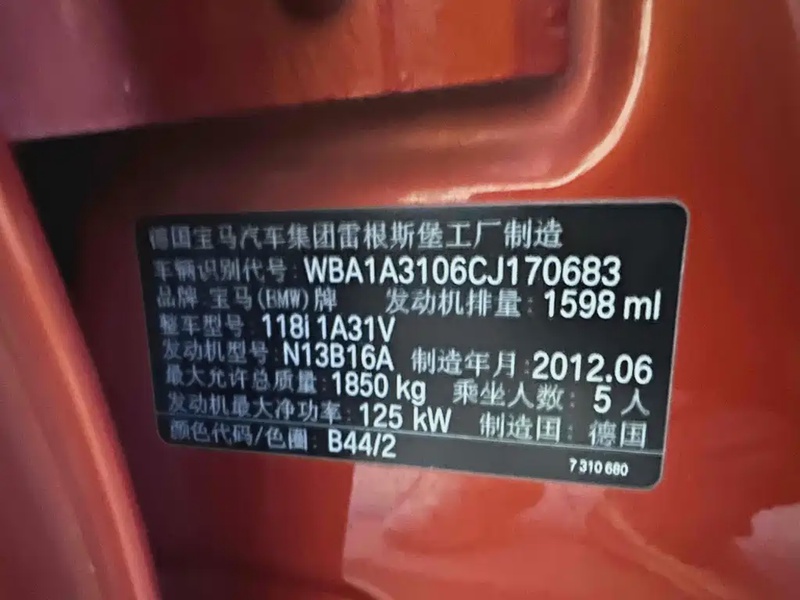 德国宝马汽车集团雷根斯堡工厂制造
车辆识别代号: WBA1A3106CJ170683
品牌: 宝马(BMW)牌 发动机排量: 1598 ml
整车型号: 118i 1A31V
发动机型号: N13B16A 制造年月: 2012.06
最大允许总质量: 1850 kg 乘坐人数: 5 人
发动机最大净功率: 125 kW 制造国: 德国
颜色代码/色圈: B44/2
7 310 680